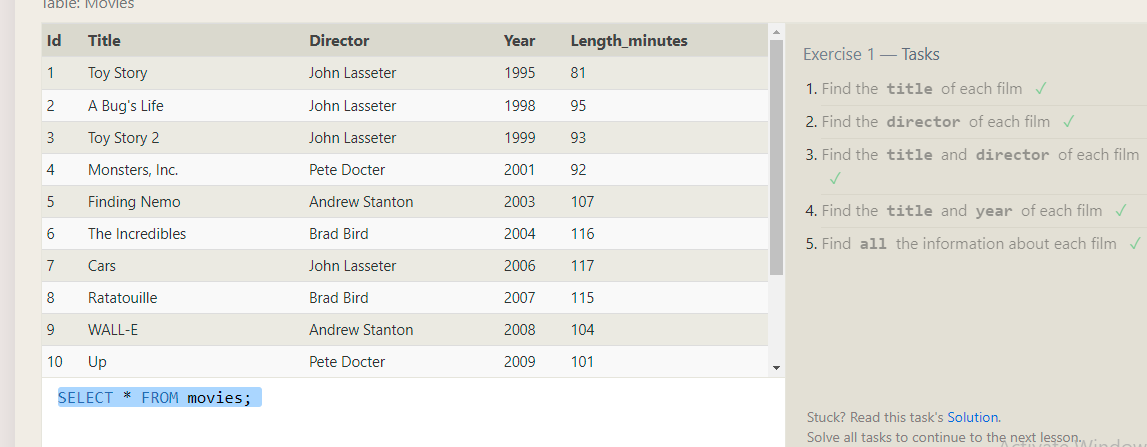 Table: Movies
Id Title Director Year Length_minutes
1 Toy Story John Lasseter 1995 81
2 A Bug's Life John Lasseter 1998 95
3 Toy Story 2 John Lasseter 1999 93
4 Monsters, Inc. Pete Docter 2001 92
5 Finding Nemo Andrew Stanton 2003 107
6 The Incredibles Brad Bird 2004 116
7 Cars John Lasseter 2006 117
8 Ratatouille Brad Bird 2007 115
9 WALL-E Andrew Stanton 2008 104
10 Up Pete Docter 2009 101
SELECT * FROM movies;
Exercise 1 — Tasks
1. Find the title of each film ✓
2. Find the director of each film ✓
3. Find the title and director of each film
✓
4. Find the title and year of each film ✓
5. Find all the information about each film ✓
Stuck? Read this task's Solution.
Solve all tasks to continue to the next lesson.
Activate Window